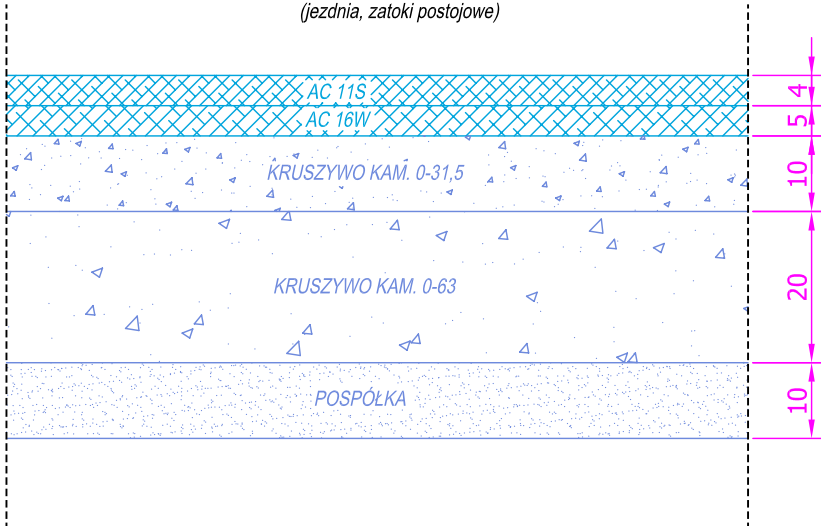 (jezdnia, zatoki postojowe)
AC 11S
4
AC 16W
5
KRUSZYWO KAM. 0-31,5
10
KRUSZYWO KAM. 0-63
20
POSPÓŁKA
10